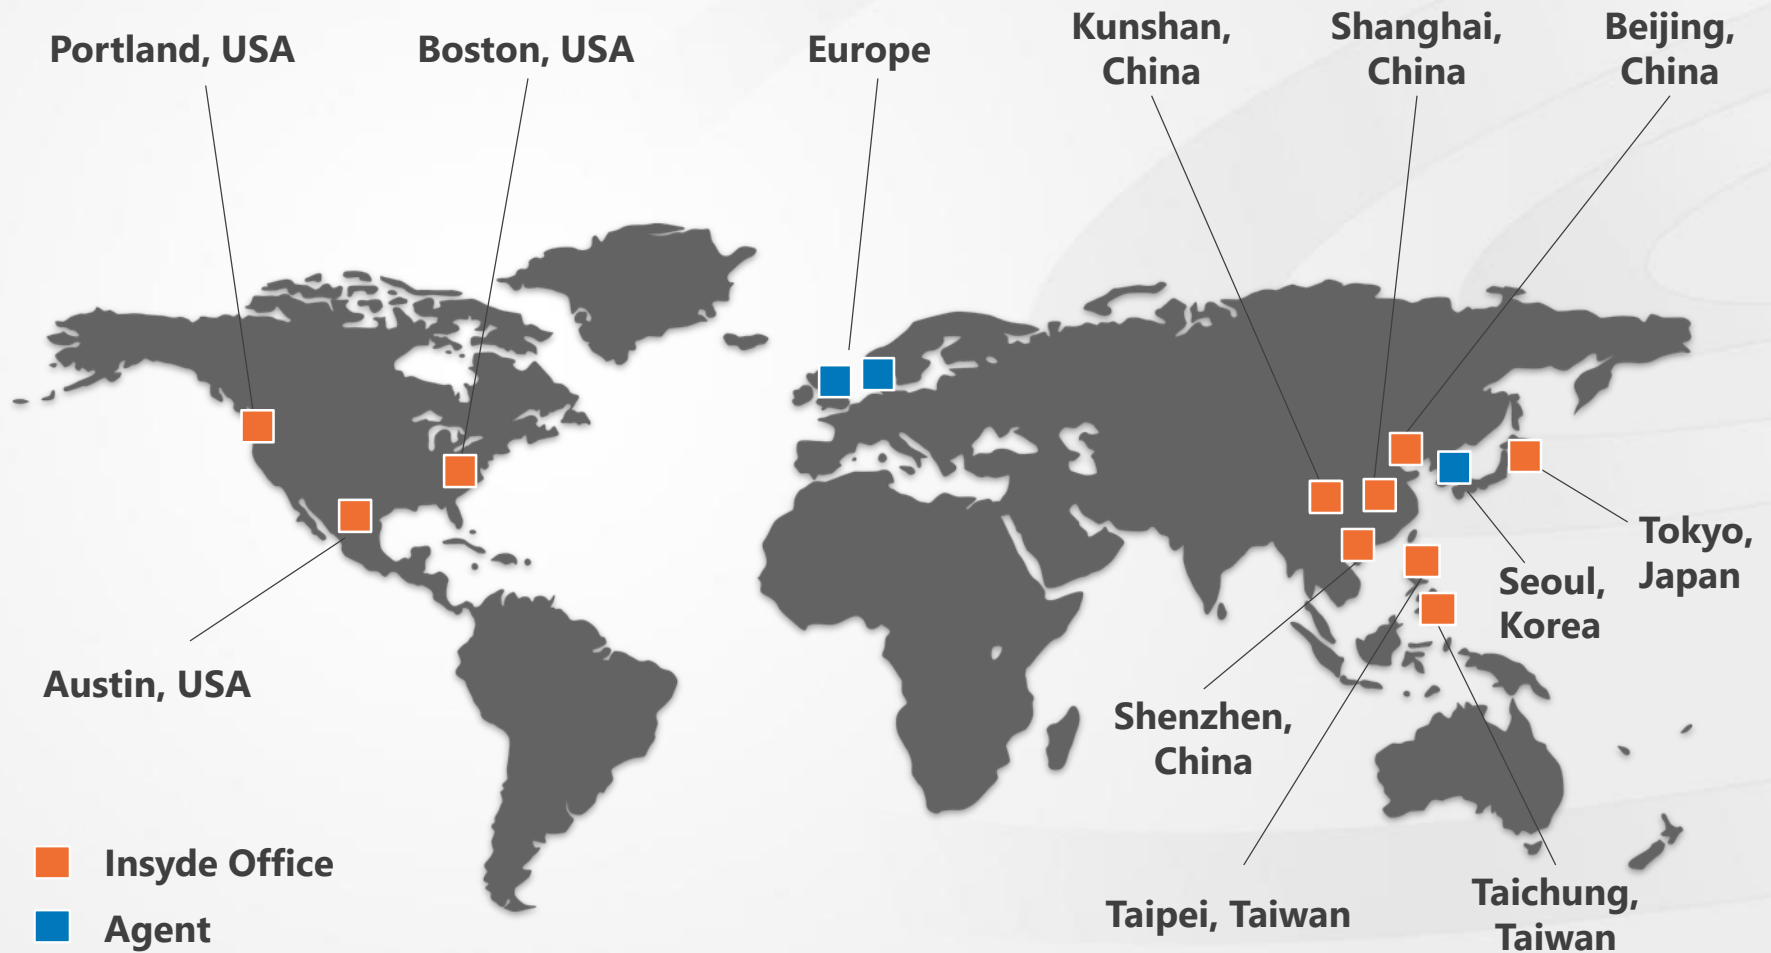 Portland, USA
Boston, USA
Europe
Kunshan,
China
Shanghai,
China
Beijing,
China
Tokyo,
Japan
Seoul,
Korea
Austin, USA
Shenzhen,
China
Insyde Office
Agent
Taipei, Taiwan
Taichung,
Taiwan